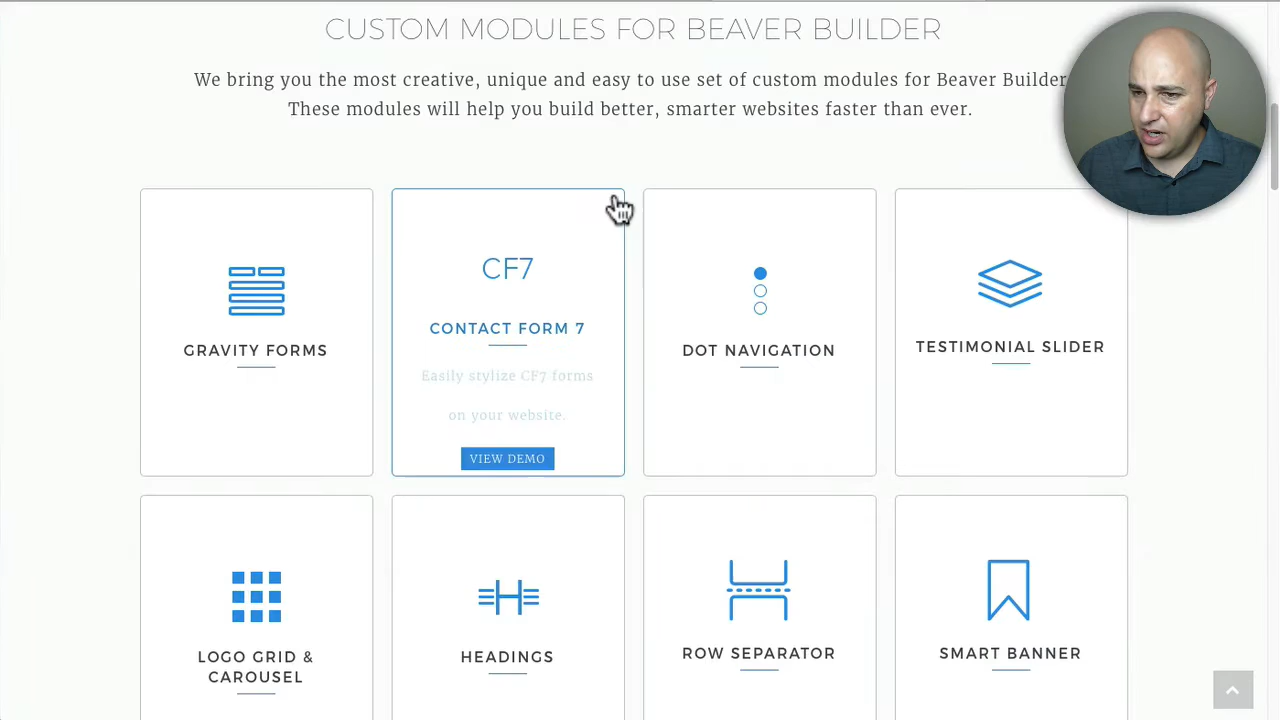 CUSTOM MODULES FOR BEAVER BUILDER
We bring you the most creative, unique and easy to use set of custom modules for Beaver Builder
These modules will help you build better, smarter websites faster than ever.
GRAVITY FORMS
CF7
CONTACT FORM 7
Easily stylize CF7 forms
on your website.
VIEW DEMO
DOT NAVIGATION
TESTIMONIAL SLIDER
LOGO GRID &
CAROUSEL
HEADINGS
ROW SEPARATOR
SMART BANNER